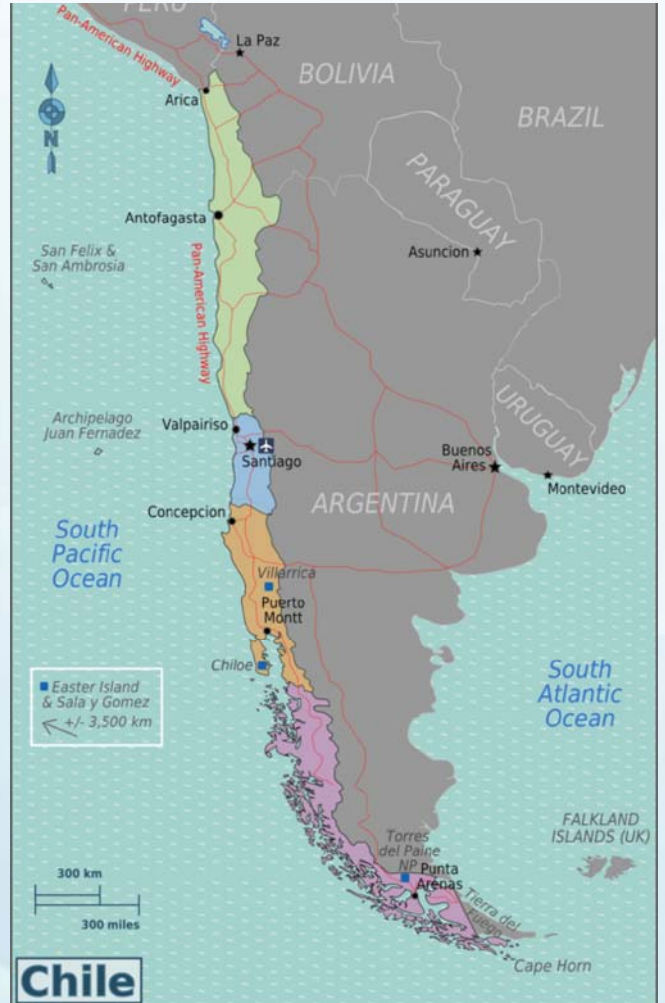 PERU
Pan-American Highway
La Paz
BOLIVIA
Arica
N
BRAZIL
PARAGUAY
Antofagasta
Asuncion
San Felix &
San Ambrosia
Pan-American Highway
Archipelago
Juan Fernadez
Valpairiso
Santiago
URUGUAY
Buenos
Aires
Montevideo
ARGENTINA
Concepcion
South
Pacific
Ocean
Villarrica
Puerto
Montt
Chiloe
Easter Island
& Sala y Gomez
+/- 3,500 km
South
Atlantic
Ocean
FALKLAND
ISLANDS (UK)
Torres
del Paine
NP
Punta
Arenas
Tierra del
Fuego
300 km
300 miles
Cape Horn
Chile